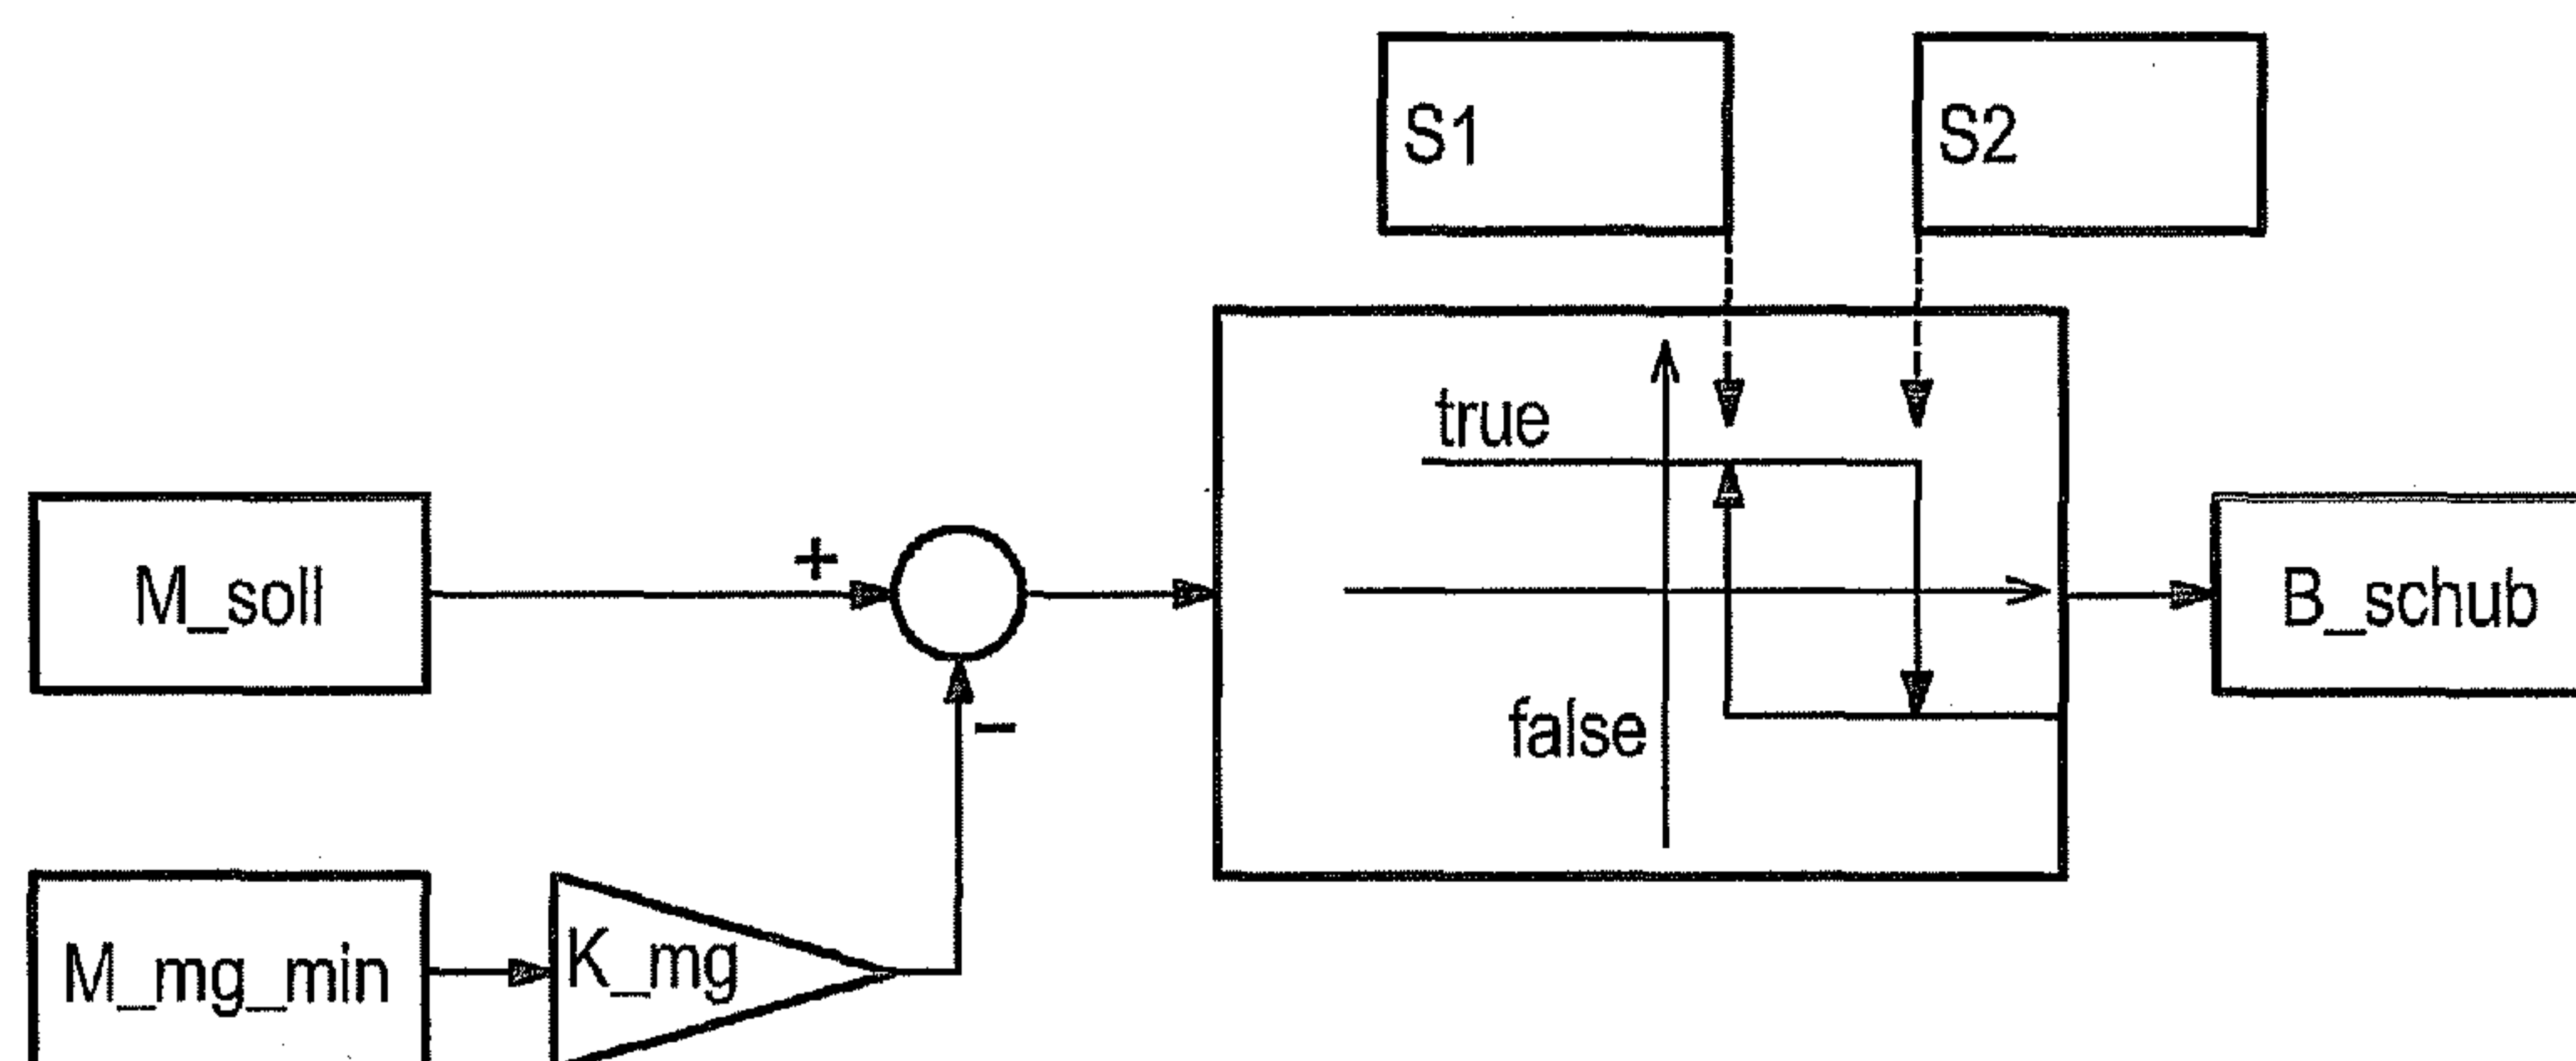 S1
S2
true
+
M_soll
B_schub
false
−
M_mg_min
K_mg